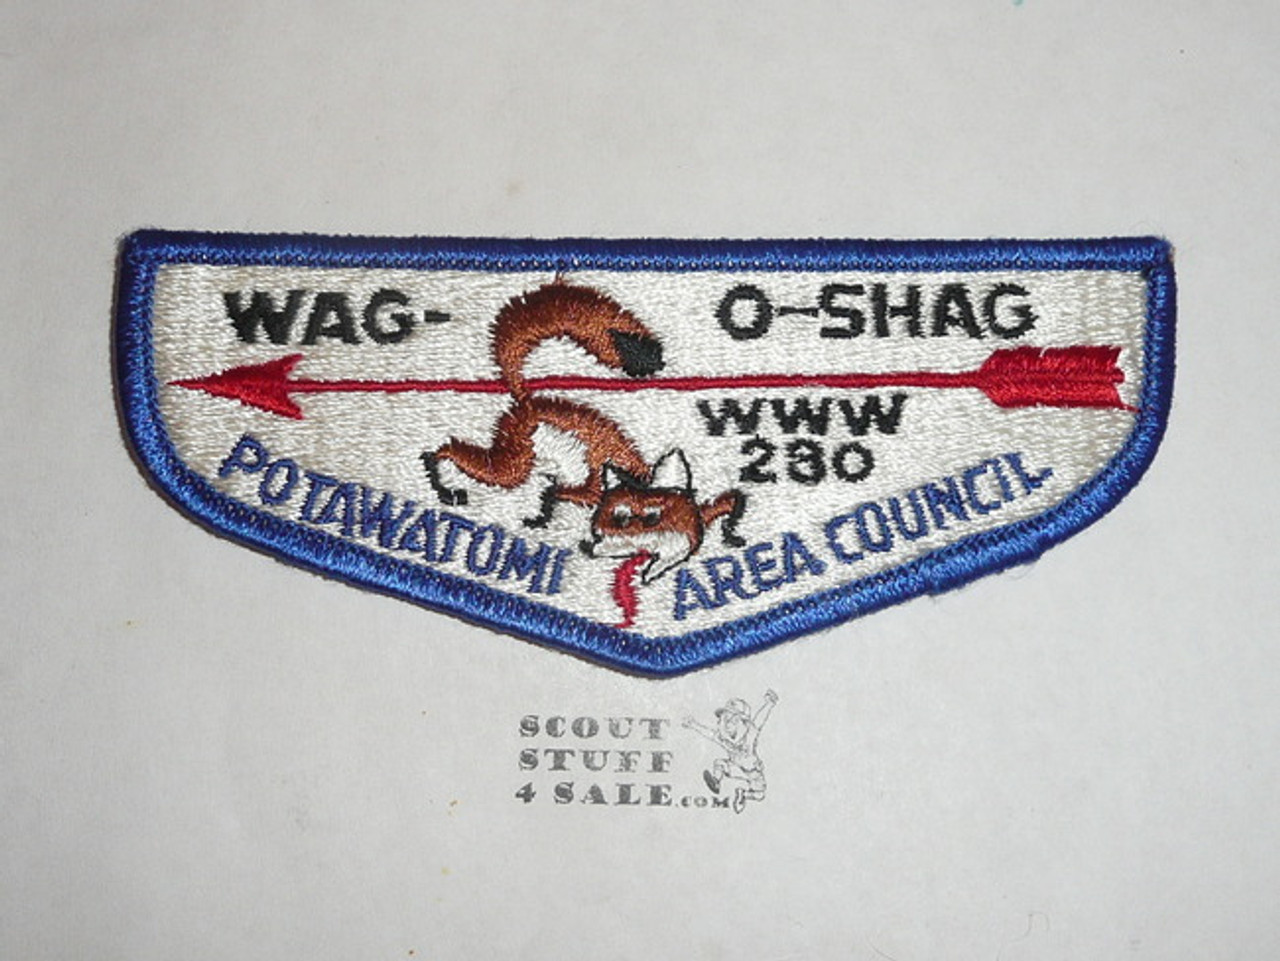 WAG- O-SHAG
WWW
280
POTAWATOMI AREA COUNCIL
SCOUT
STUFF
4 SALE.COM